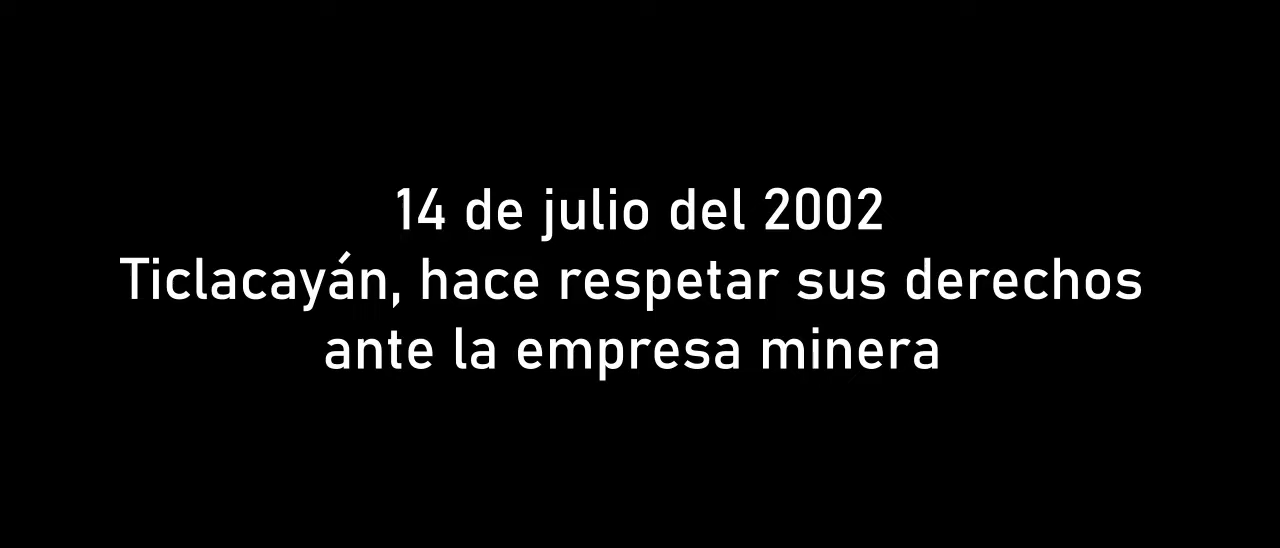 14 de julio del 2002
Ticlacayán, hace respetar sus derechos
ante la empresa minera